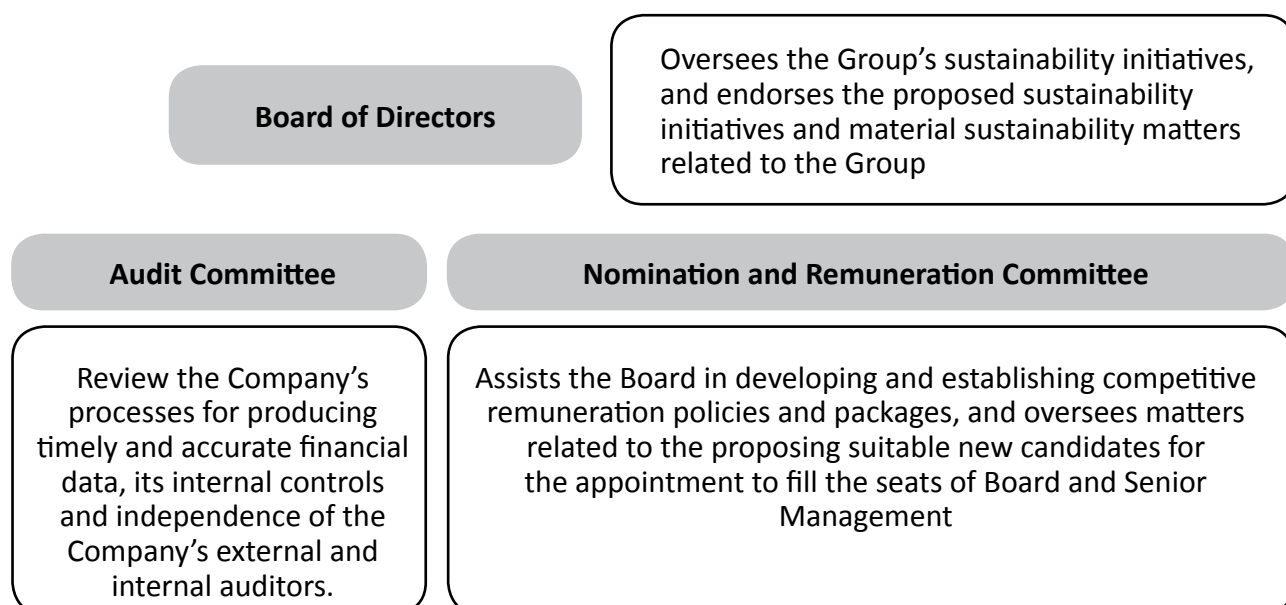 Board of Directors
Oversees the Group’s sustainability initiatives,
and endorses the proposed sustainability
initiatives and material sustainability matters
related to the Group
Audit Committee
Nomination and Remuneration Committee
Review the Company’s
processes for producing
timely and accurate financial
data, its internal controls
and independence of the
Company’s external and
internal auditors.
Assists the Board in developing and establishing competitive
remuneration policies and packages, and oversees matters
related to the proposing suitable new candidates for
the appointment to fill the seats of Board and Senior
Management